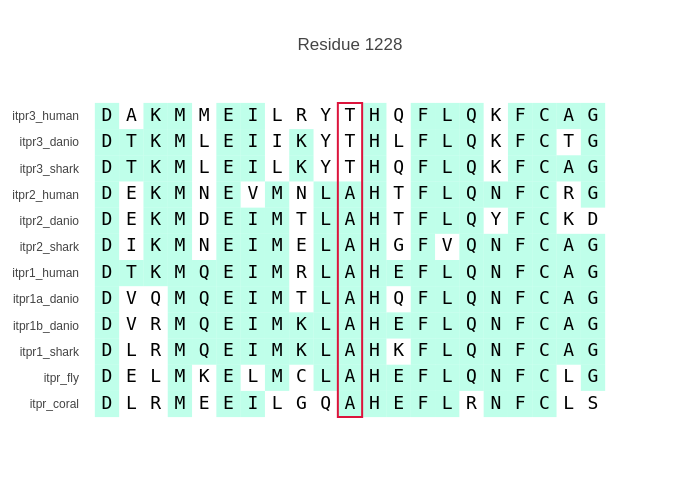 Residue 1228
itpr3_human D A K M M E I L R Y T H Q F L Q K F C A G
itpr3_danio D T K M L E I I K Y T H L F L Q K F C T G
itpr3_shark D T K M L E I L K Y T H Q F L Q K F C A G
itpr2_human D E K M N E V M N L A H T F L Q N F C R G
itpr2_danio D E K M D E I M T L A H T F L Q Y F C K D
itpr2_shark D I K M N E I M E L A H G F V Q N F C A G
itpr1_human D T K M Q E I M R L A H E F L Q N F C A G
itpr1a_danio D V Q M Q E I M T L A H Q F L Q N F C A G
itpr1b_danio D V R M Q E I M K L A H E F L Q N F C A G
itpr1_shark D L R M Q E I M K L A H K F L Q N F C A G
itpr_fly D E L M K E L M C L A H E F L Q N F C L G
itpr_coral D L R M E E I L G Q A H E F L R N F C L S